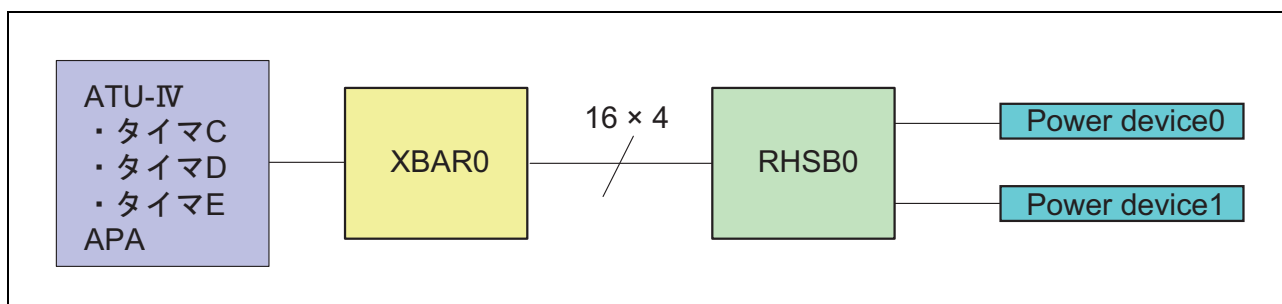 ATU-Ⅳ
・タイマC
・タイマD
・タイマE
APA
XBAR0
16 × 4
RHSB0
Power device0
Power device1